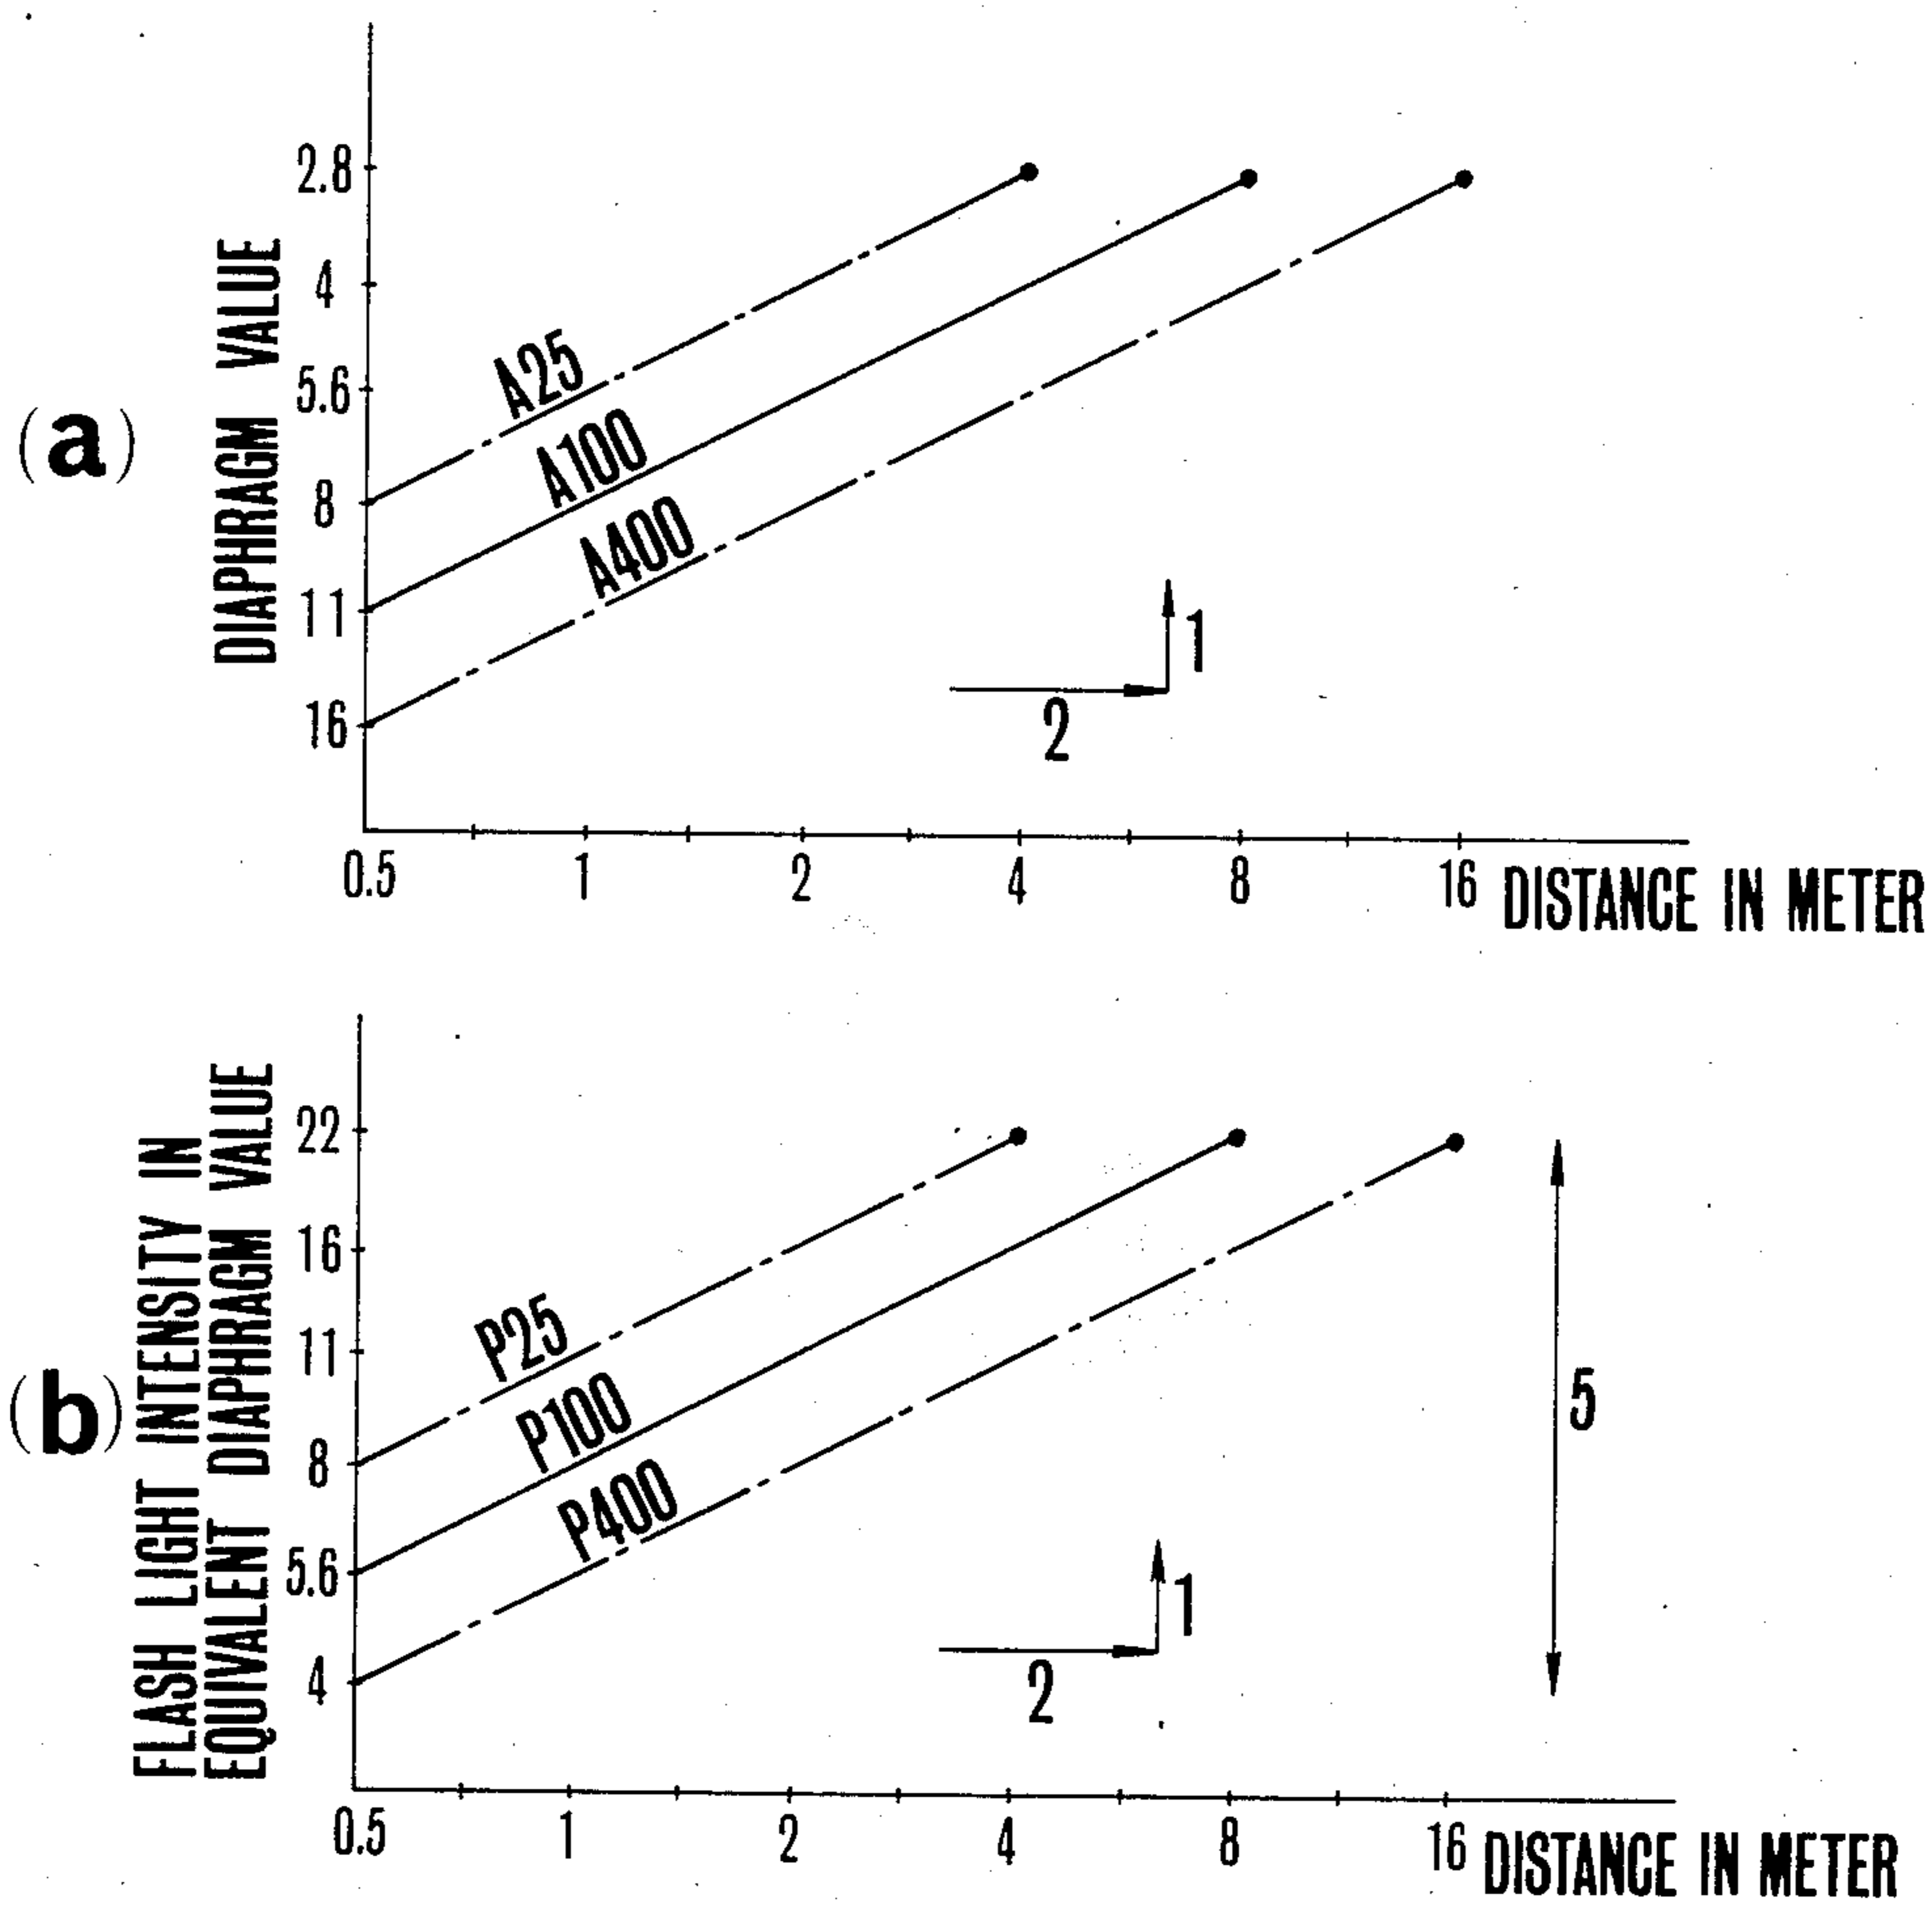 (a)
DIAPHRAGM VALUE
2.8
4
5.6
8
11
16
A25
A100
A400
1
2
0.5 1 2 4 8 16 DISTANCE IN METER
(b)
FLASH LIGHT INTENSITY IN
EQUIVALENT DIAPHRAGM VALUE
22
16
11
8
5.6
4
P25
P100
P400
5
1
2
0.5 1 2 4 8 16 DISTANCE IN METER